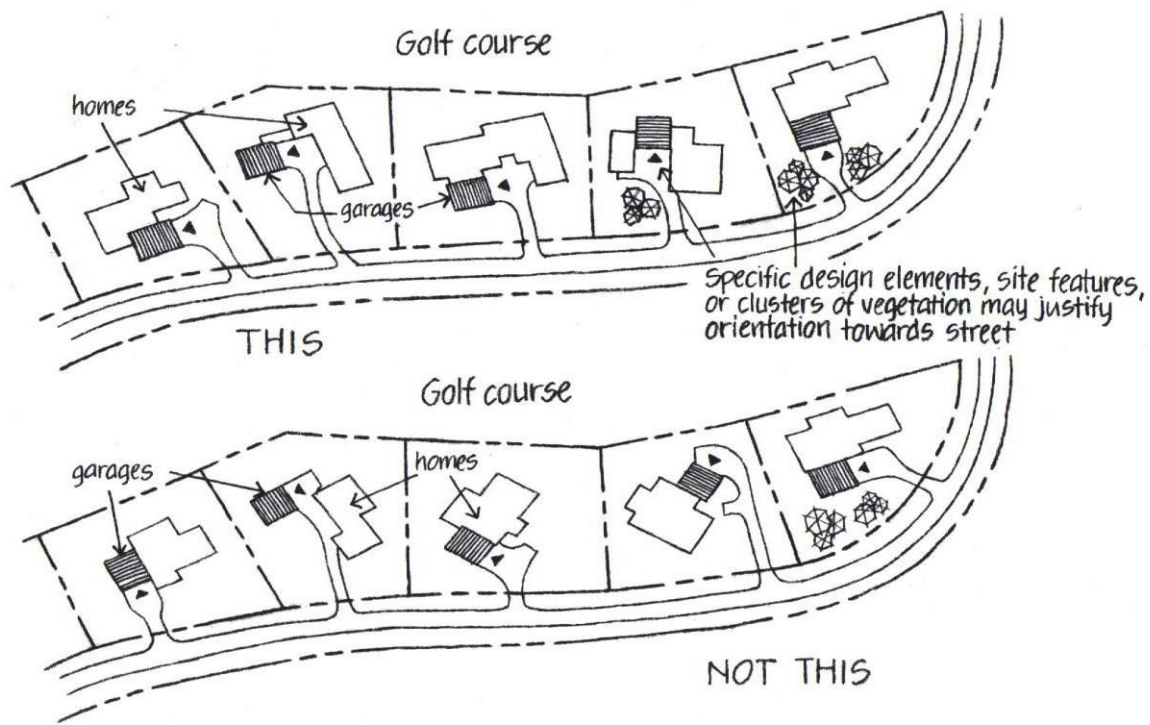 Golf course
homes
garages
Specific design elements, site features,
or clusters of vegetation may justify
orientation towards street
THIS
Golf course
garages
homes
NOT THIS